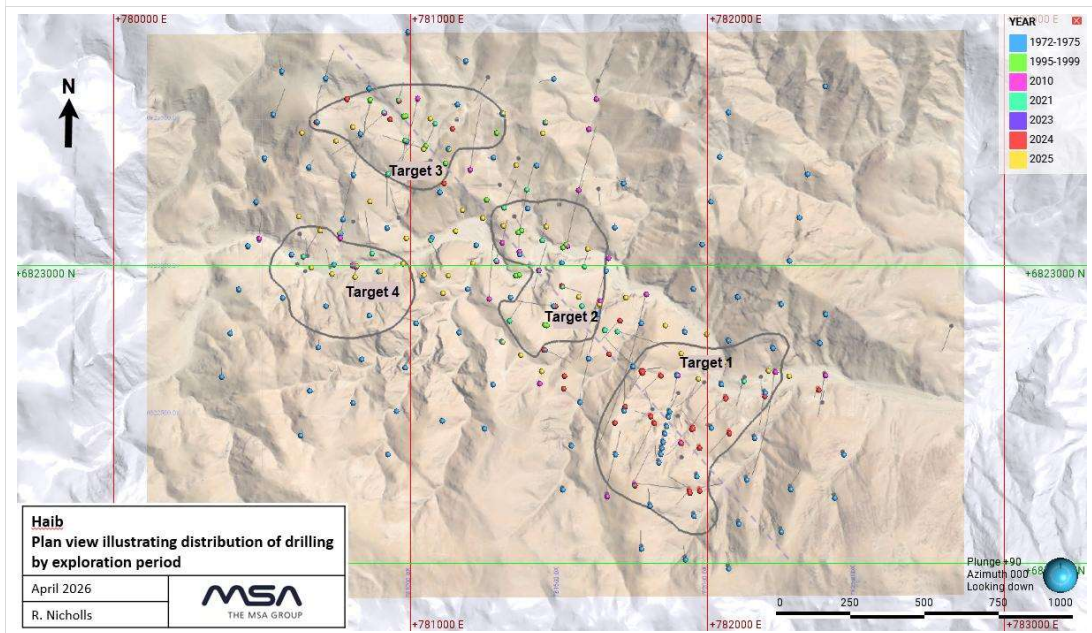 +780000 E
+781000 E
+782000 E
YEAR
1972-1975
1995-1999
2010
2021
2023
2024
2025
N
Target 3
+6823000 N
+6823000 N
Target 4
Target 2
Target 1
Haib
Plan view illustrating distribution of drilling
by exploration period
April 2026
R. Nicholls
MSA
THE MSA GROUP
Plunge +90
Azimuth 000
Looking down
0 250 500 750 1000
+781000 E
+782000 E
+783000 E